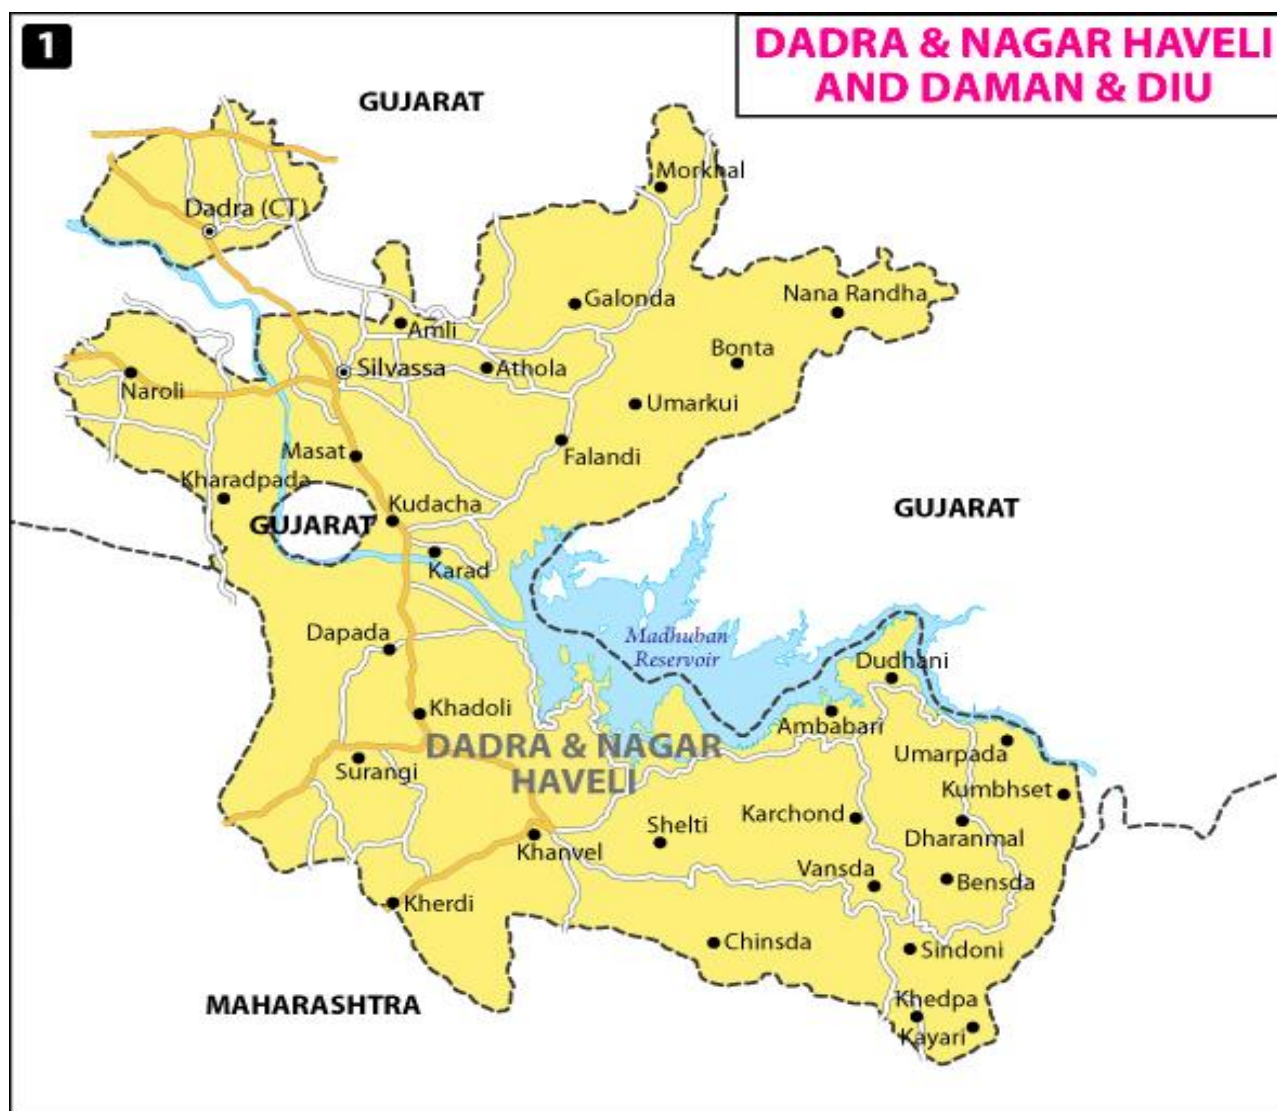 1
DADRA & NAGAR HAVELI
AND DAMAN & DIU
GUJARAT
Morkhal
Dadra (CT)
Galonda
Nana Randha
Amli
Bonta
Silvassa
Athola
Naroli
Umarkui
Masat
Falandi
Kharadpada
Kudacha
GUJARAT
GUJARAT
Karad
Dapada
Madhuban
Reservoir
Dudhani
Khadoli
Ambabari
DADRA & NAGAR
HAVELI
Umarpada
Surangi
Kumbhset
Karchond
Shelti
Dharanmal
Khanvel
Vansda
Bensda
Kherdi
Chinsda
Sindoni
MAHARASHTRA
Khedpa
Kayari